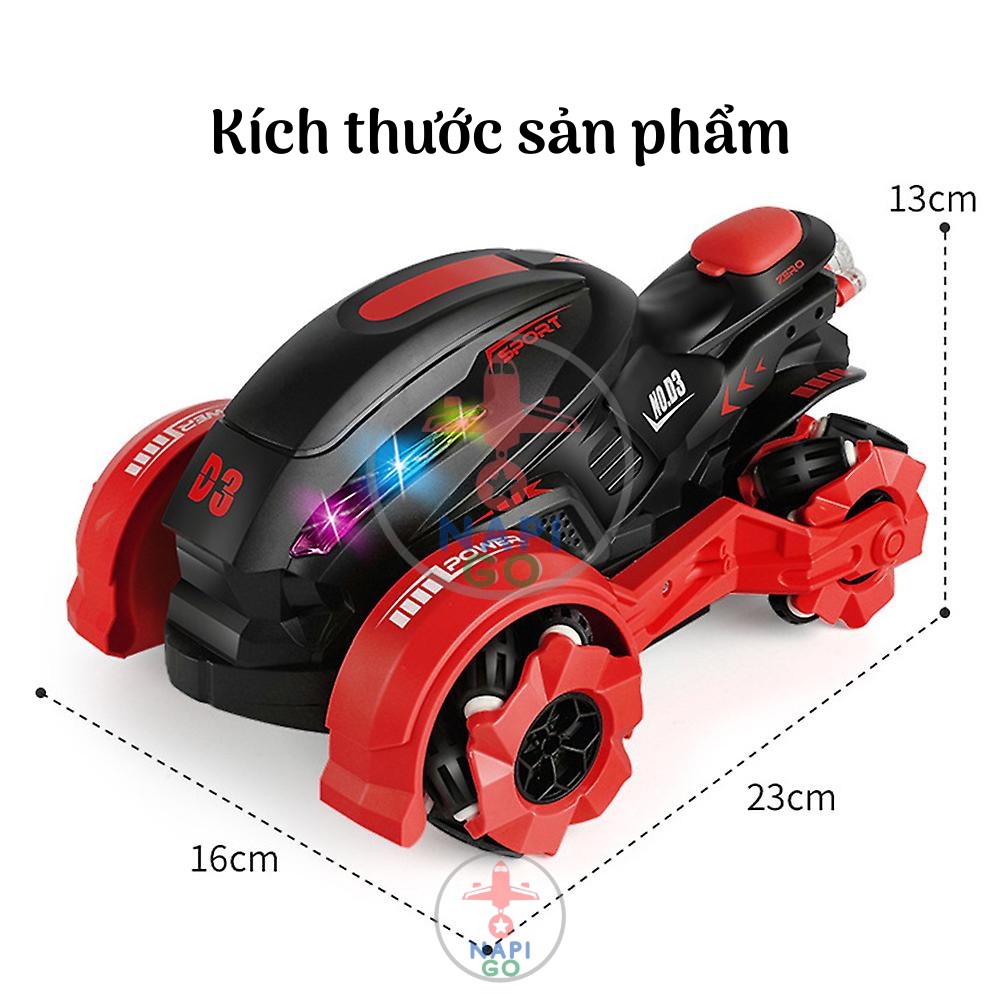 Kích thước sản phẩm
13cm
ZERO
SPORT
NO.D3
POWER
D3
NAPI
GO
POWER
23cm
16cm
NAPI
GO